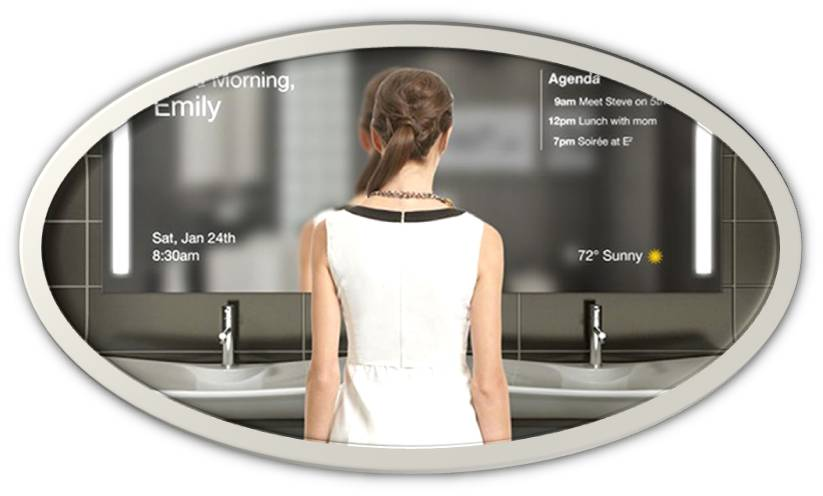 Morning,
Emily
Agenda
9am Meet Steve on
12pm Lunch with mom
7pm Soirée at E²
Sat, Jan 24th
8:30am
72° Sunny